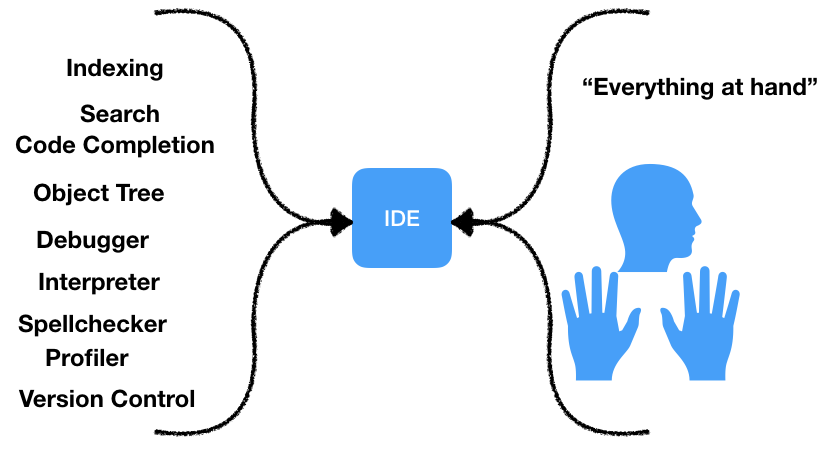 Indexing
Search
Code Completion
Object Tree
Debugger
Interpreter
Spellchecker
Profiler
Version Control
IDE
“Everything at hand”